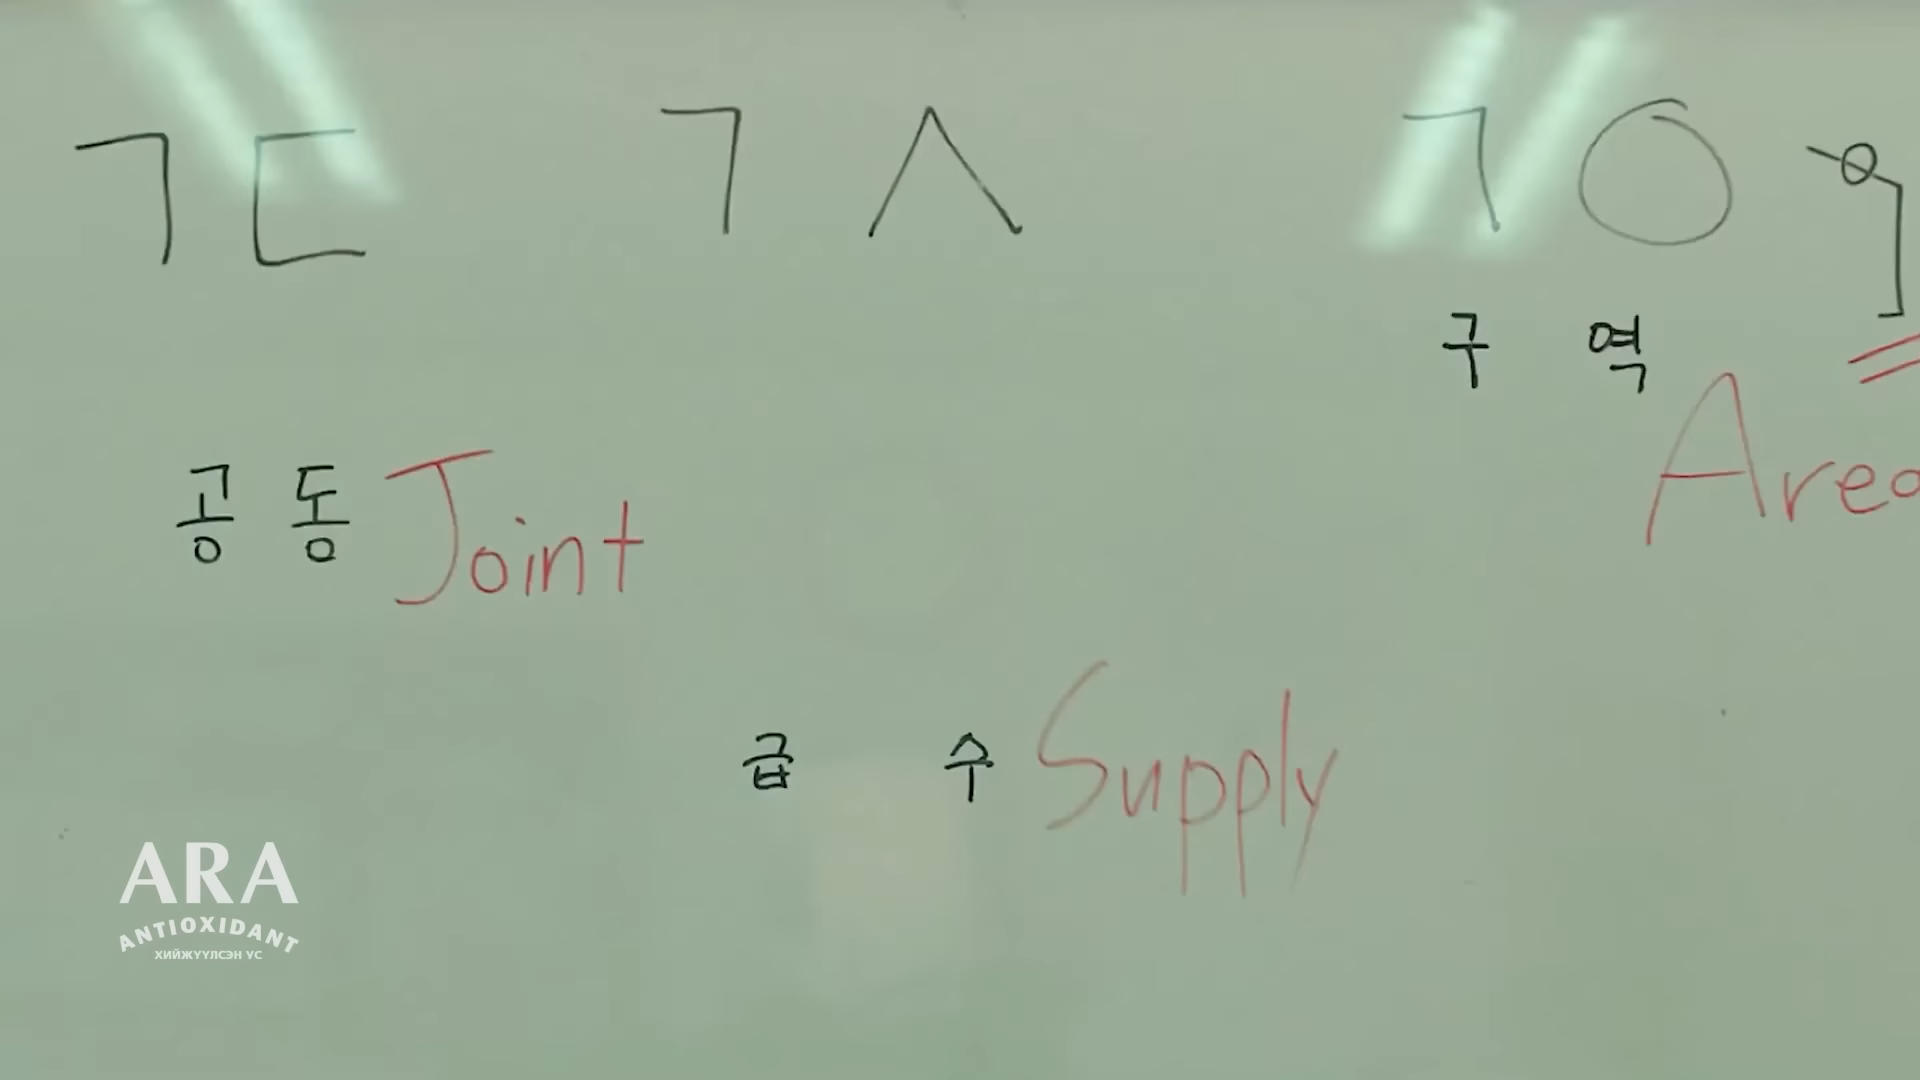 ㄱㄷ ㄱㅅ ㄱㅇ
구 역
Area
공동 Joint
급 수 Supply
ARA
ANTIOXIDANT
ХИЙЖҮҮЛСЭН УС